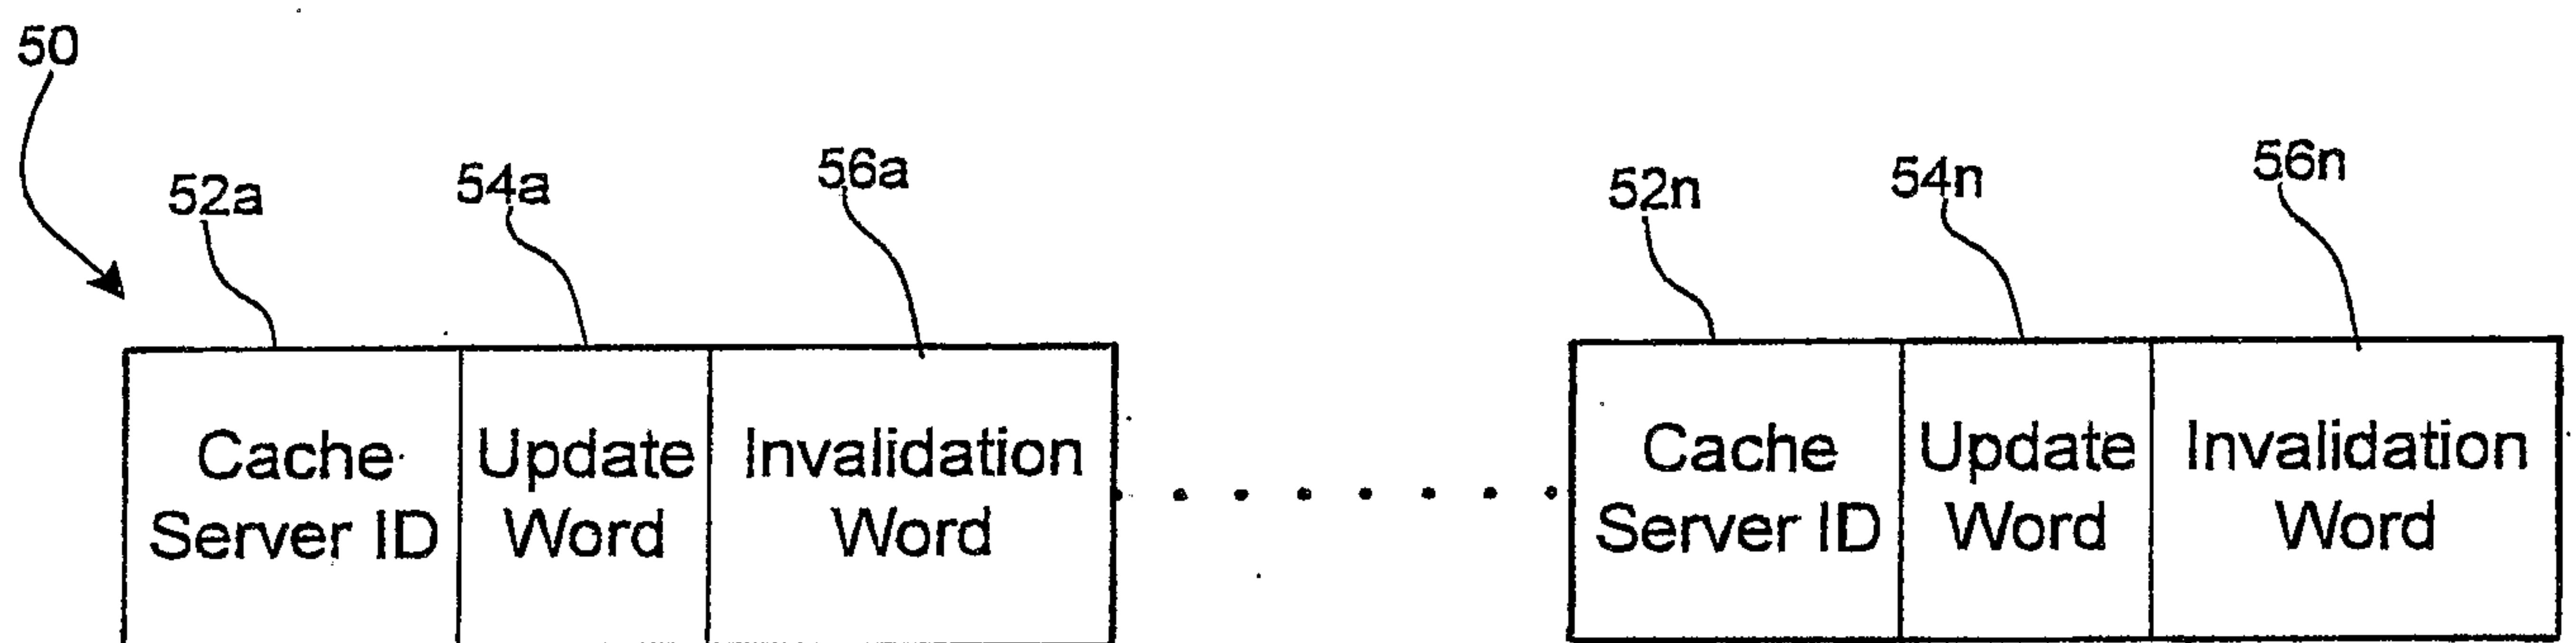 50
52a
54a
56a
52n
54n
56n
Cache
Server ID
Update
Word
Invalidation
Word
Cache
Server ID
Update
Word
Invalidation
Word